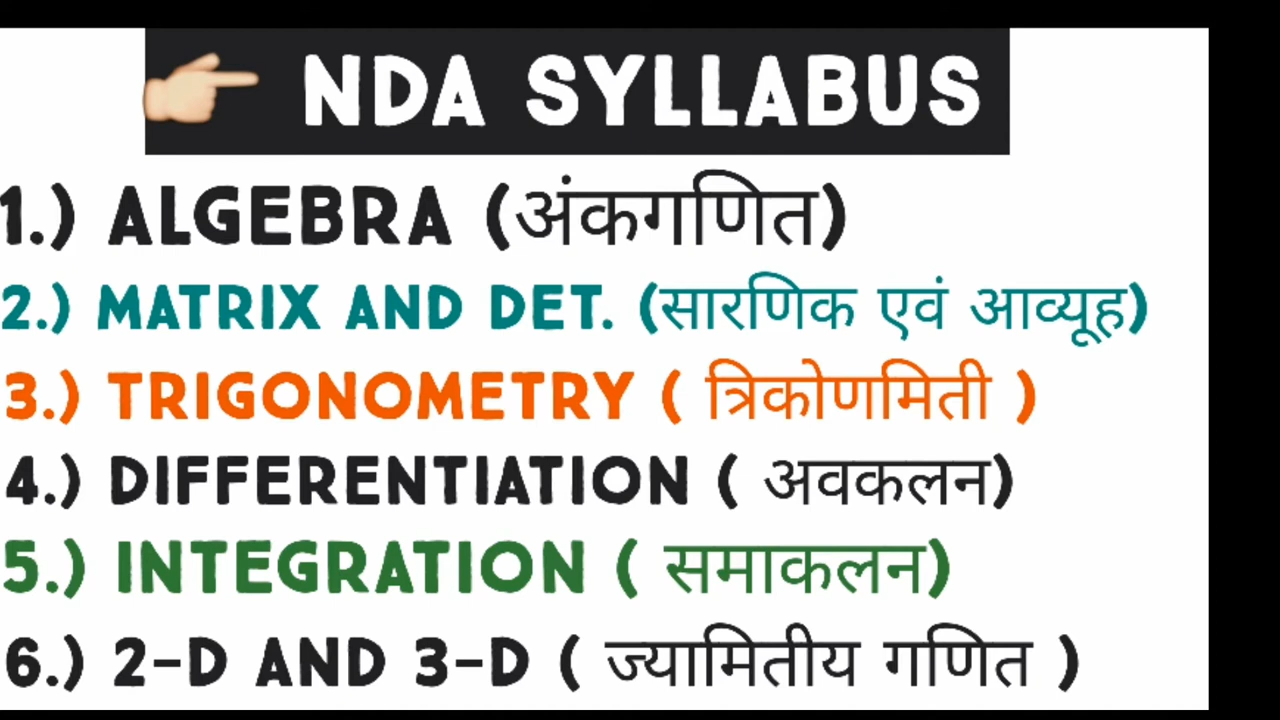 NDA SYLLABUS
1.) ALGEBRA (अंकगणित)
2.) MATRIX AND DET. (सारणिक एवं आव्यूह)
3.) TRIGONOMETRY ( त्रिकोणमिती )
4.) DIFFERENTIATION ( अवकलन)
5.) INTEGRATION ( समाकलन)
6.) 2-D AND 3-D ( ज्यामितीय गणित )